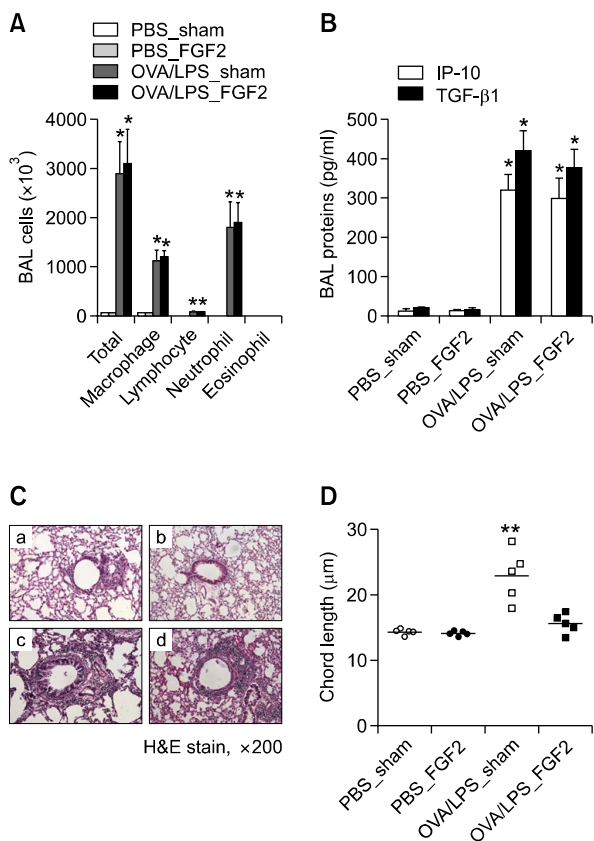 A
PBS_sham
PBS_FGF2
OVA/LPS_sham
OVA/LPS_FGF2
BAL cells (×10³)
4000
3000
2000
1000
0
* *
**
**
**
Total
Macrophage
Lymphocyte
Neutrophil
Eosinophil
B
IP-10
TGF-β1
BAL proteins (pg/ml)
500
400
300
200
100
0
*
*
*
*
PBS_sham
PBS_FGF2
OVA/LPS_sham
OVA/LPS_FGF2
C
a
b
c
d
H&E stain, ×200
D
Chord length (μm)
30
20
10
0
**
PBS_sham
PBS_FGF2
OVA/LPS_sham
OVA/LPS_FGF2